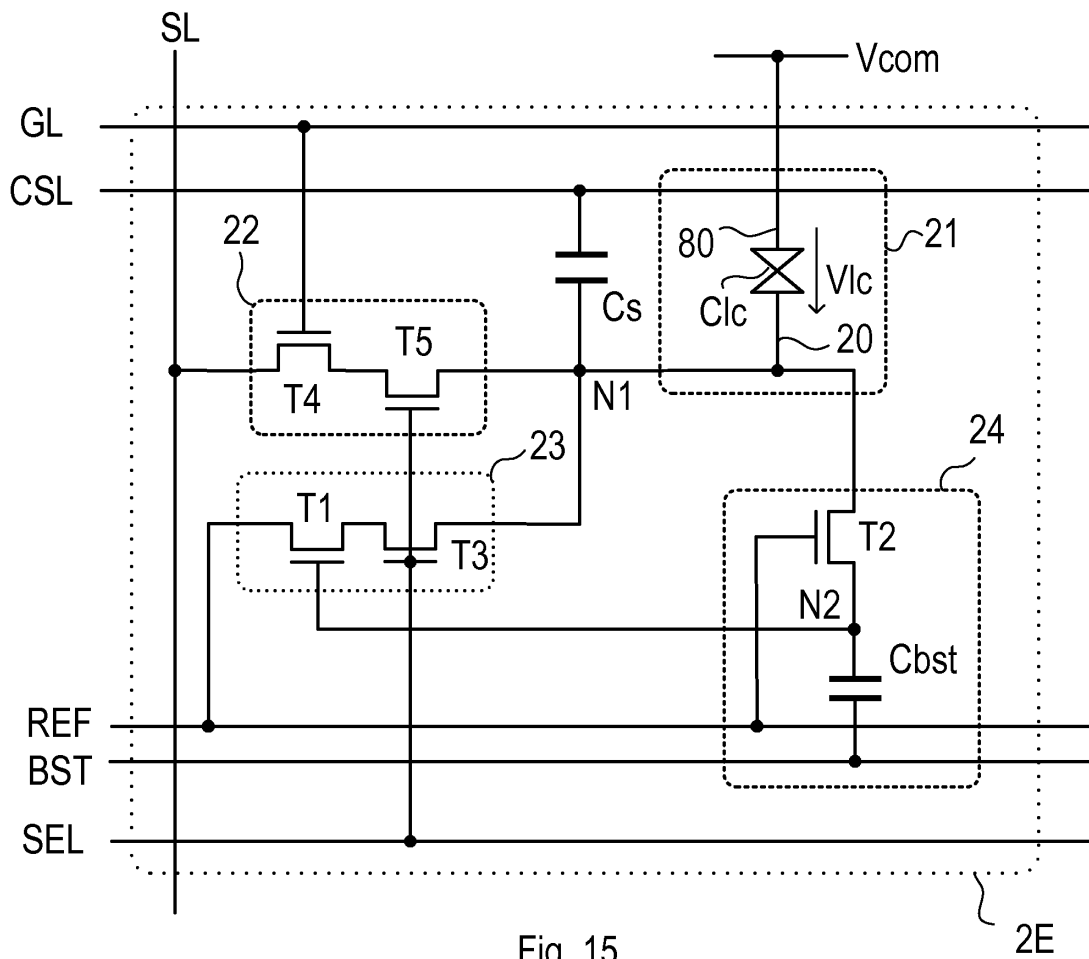 SL
Vcom
GL
CSL
22
80
21
Vlc
Clc
Cs
20
T5
T4
N1
23
24
T1
T3
T2
N2
Cbst
REF
BST
SEL
2E
Fig. 15